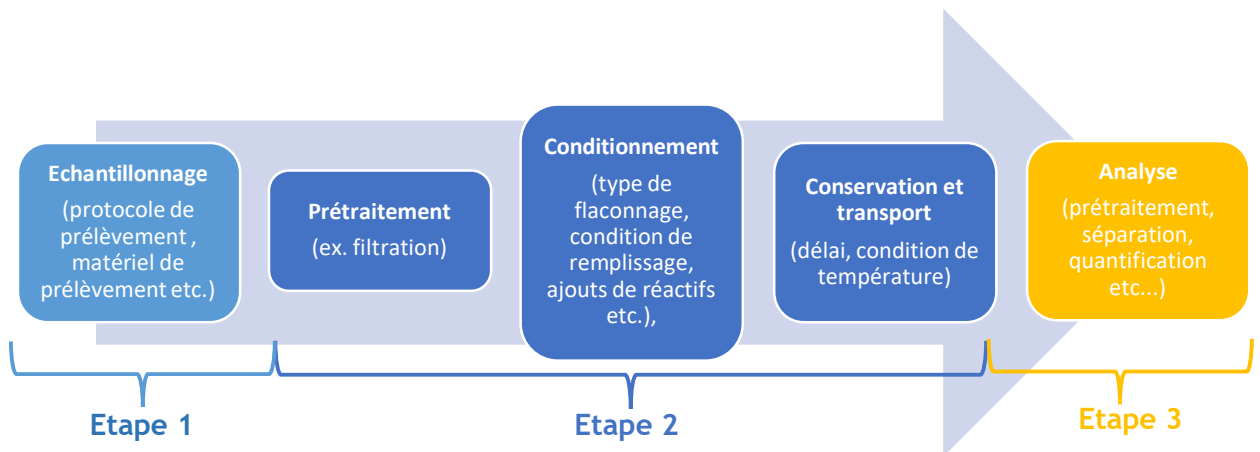 Echantillonnage
(protocole de
prélèvement ,
matériel de
prélèvement etc.)
Prétraitement
(ex. filtration)
Conditionnement
(type de
flaconnage,
condition de
remplissage,
ajouts de réactifs
etc.),
Conservation et
transport
(délai, condition de
température)
Analyse
(prétraitement,
séparation,
quantification
etc...)
Etape 1
Etape 2
Etape 3